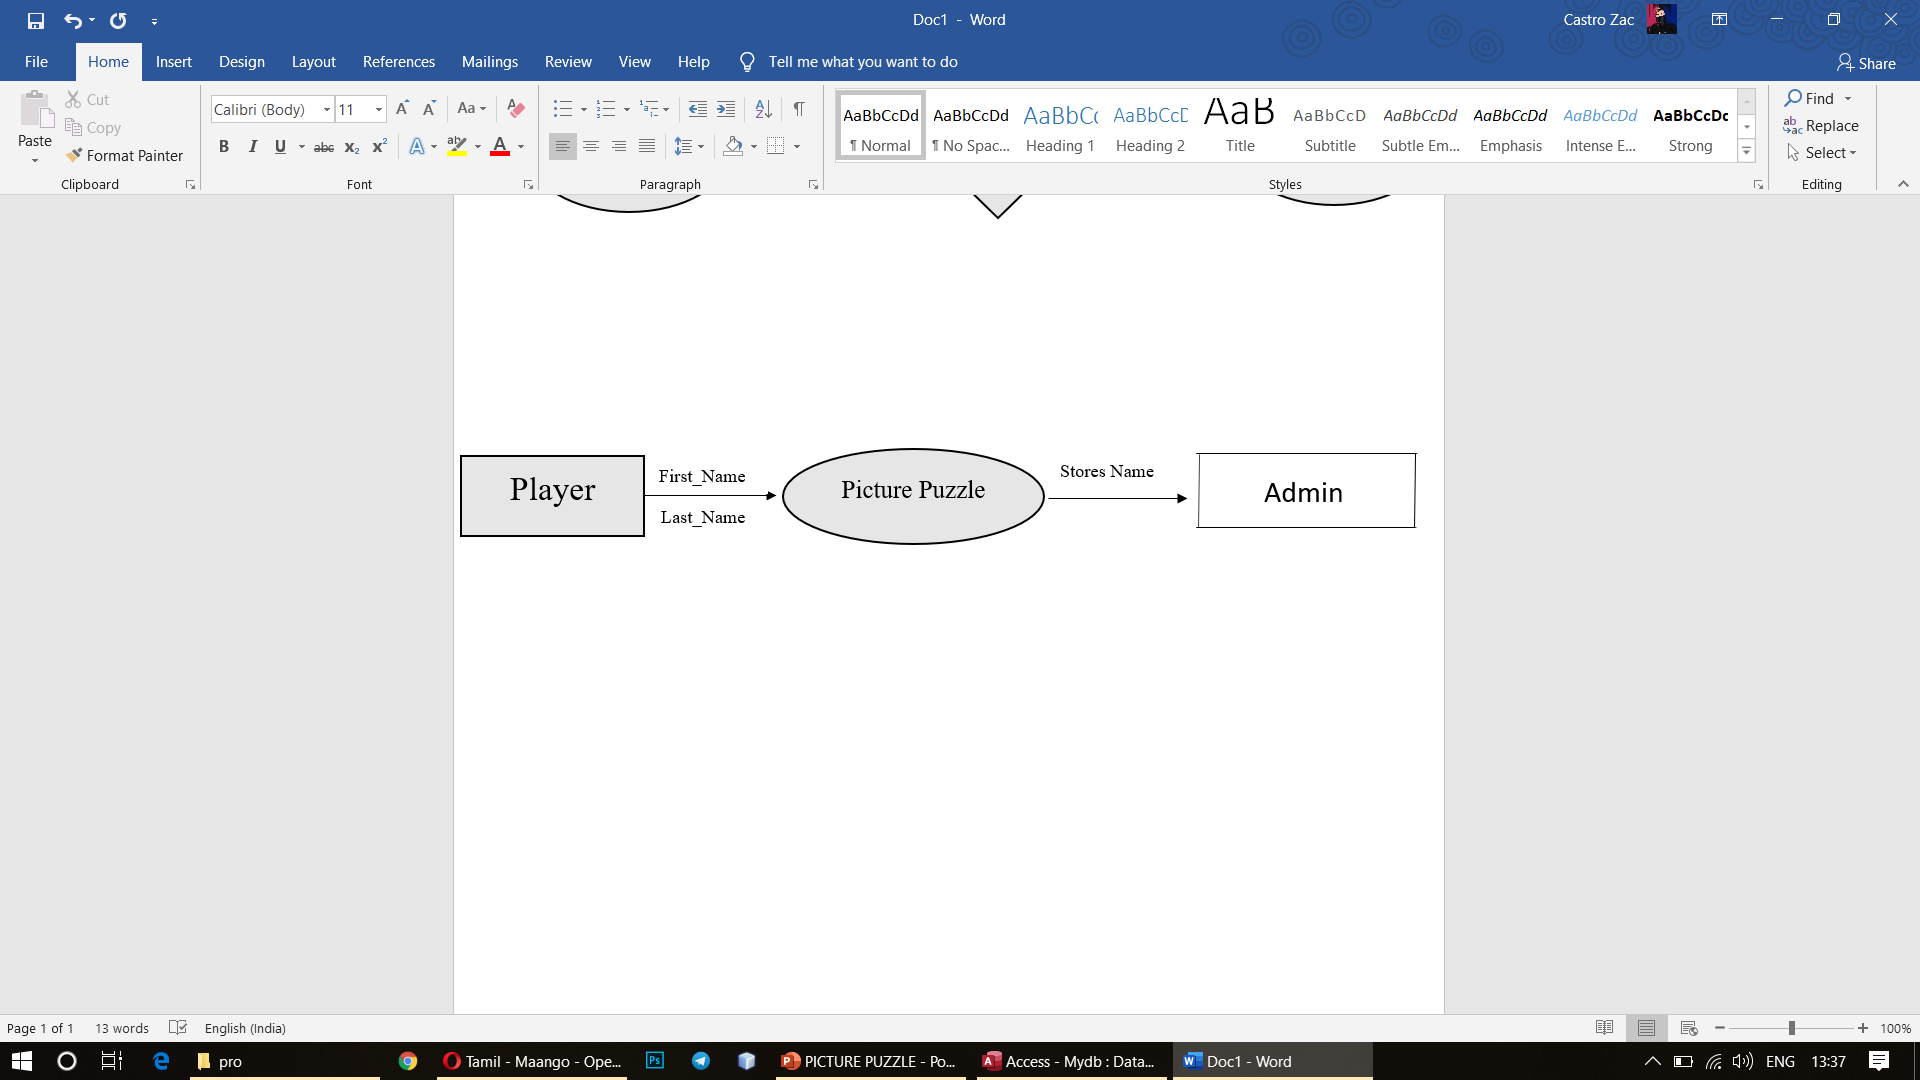 Doc1 - Word
Castro Zac
File Home Insert Design Layout References Mailings Review View Help Tell me what you want to do
Share
Paste
Cut
Copy
Format Painter
Clipboard
Calibri (Body) 11
Font
Paragraph
AaBbCcDd AaBbCcDd AaBbCc AaBbCcD AaB AaBbCcD AaBbCcDd AaBbCcDd AaBbCcDd AaBbCcDc
¶ Normal ¶ No Spac... Heading 1 Heading 2 Title Subtitle Subtle Em... Emphasis Intense E... Strong
Styles
Find
Replace
Select
Editing
Player
First_Name
Last_Name
Picture Puzzle
Stores Name
Admin
Page 1 of 1 13 words English (India)
100%
pro
Tamil - Maango - Ope...
Ps
PICTURE PUZZLE - Po...
Access - Mydb : Data...
Doc1 - Word
ENG 13:37